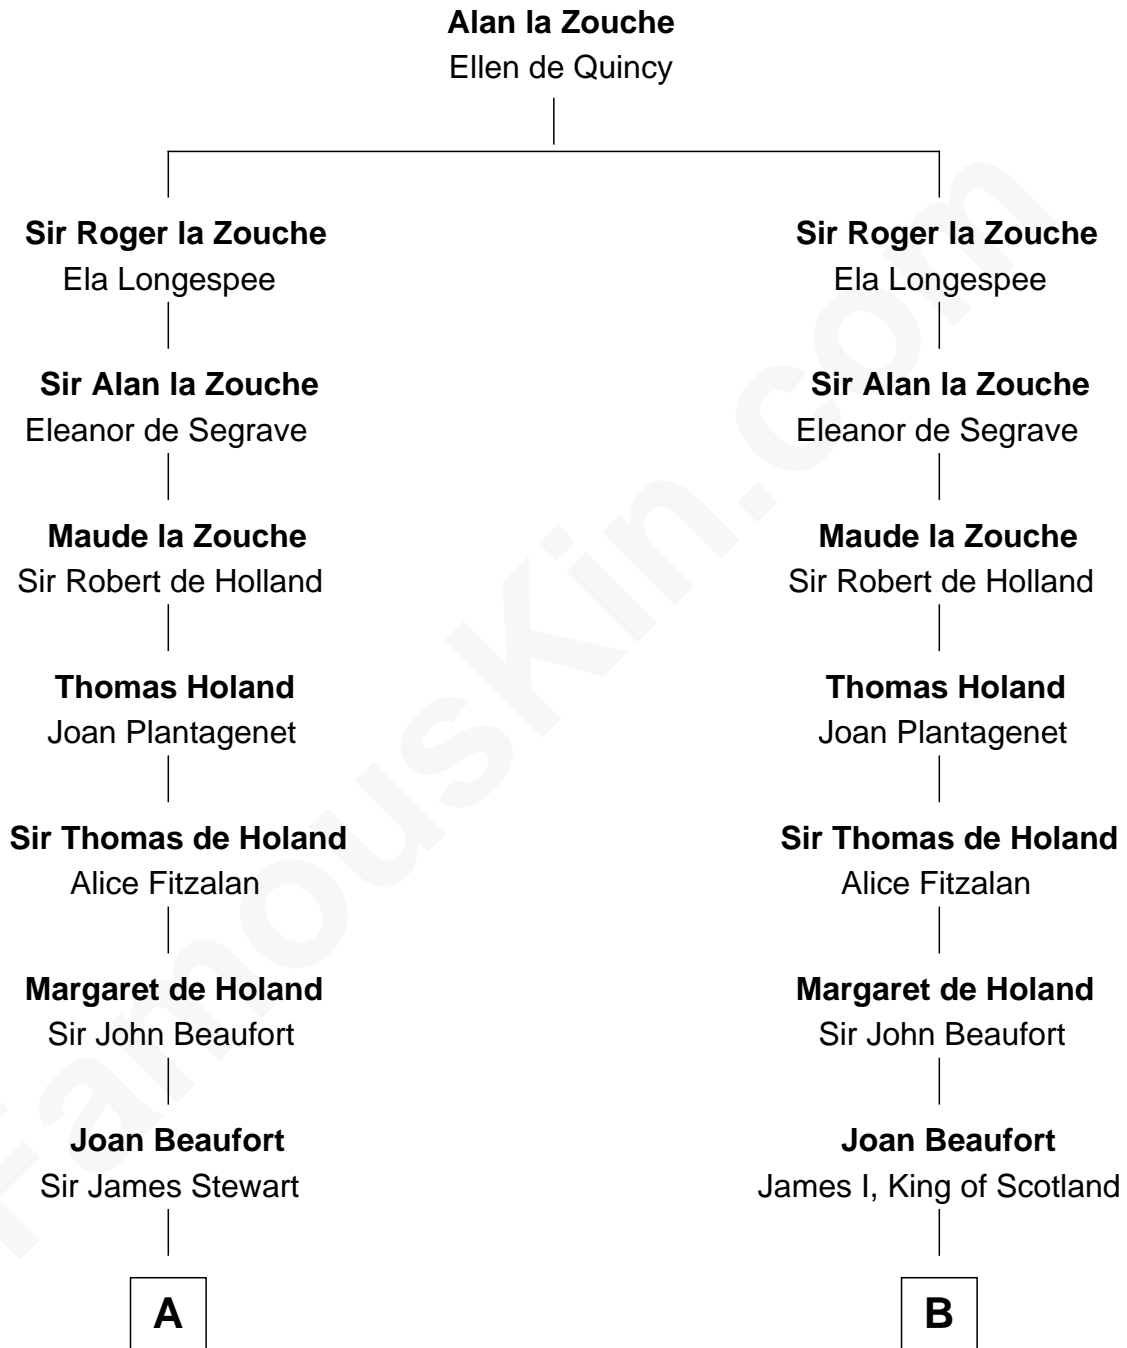 Alan la Zouche
Ellen de Quincy
Sir Roger la Zouche
Ela Longespee
Sir Alan la Zouche
Eleanor de Segrave
Maude la Zouche
Sir Robert de Holland
Thomas Holand
Joan Plantagenet
Sir Thomas de Holand
Alice Fitzalan
Margaret de Holand
Sir John Beaufort
Joan Beaufort
Sir James Stewart
A
Sir Roger la Zouche
Ela Longespee
Sir Alan la Zouche
Eleanor de Segrave
Maude la Zouche
Sir Robert de Holland
Thomas Holand
Joan Plantagenet
Sir Thomas de Holand
Alice Fitzalan
Margaret de Holand
Sir John Beaufort
Joan Beaufort
James I, King of Scotland
B
FamousKin.com